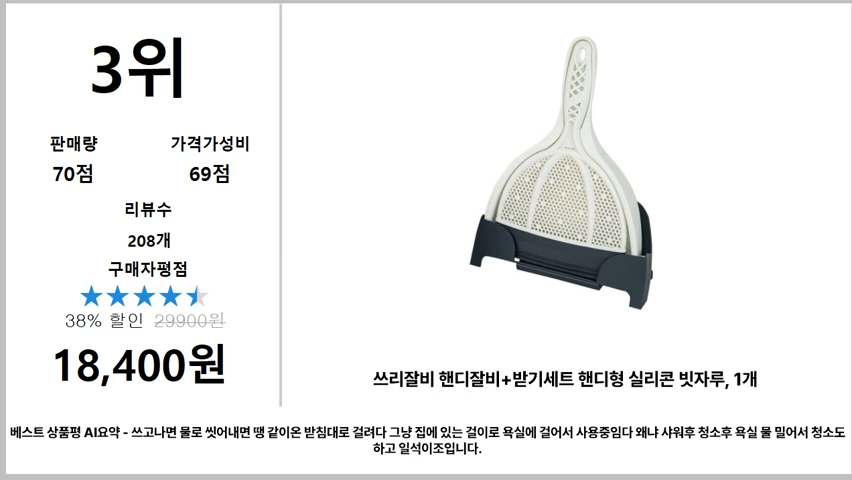 3위
판매량 가격가성비
70점 69점
리뷰수
208개
구매자평점
38% 할인 29900원
18,400원
쓰리잘비 핸디잘비+받기세트 핸디형 실리콘 빗자루, 1개
베스트 상품평 AI요약 - 쓰고나면 물로 씻어내면 땡 같이온 받침대로 걸려다 그냥 집에 있는 걸이로 욕실에 걸어서 사용중임다 왜냐 샤워후 청소후 욕실 물 밀어서 청소도
하고 일석이조입니다.